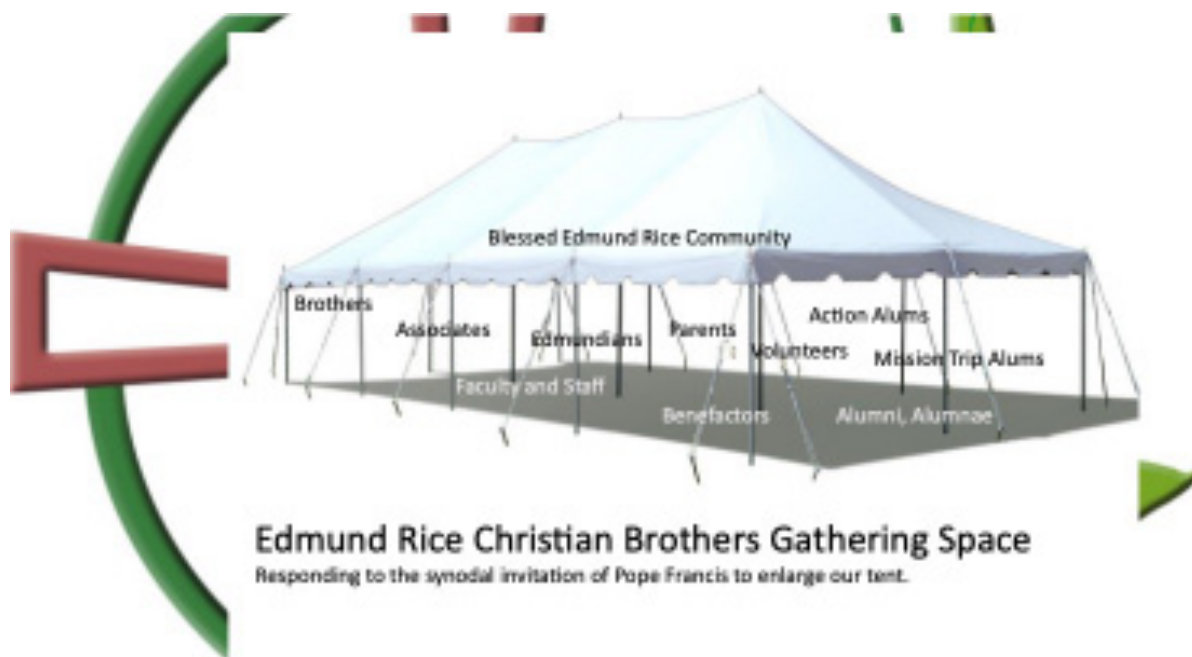 Blessed Edmund Rice Community
Brothers
Associates
Edmundians
Parents
Action Alums
Volunteers
Mission Trip Alums
Faculty and Staff
Benefactors
Alumni, Alumnae
Edmund Rice Christian Brothers Gathering Space
Responding to the synodal invitation of Pope Francis to enlarge our tent.